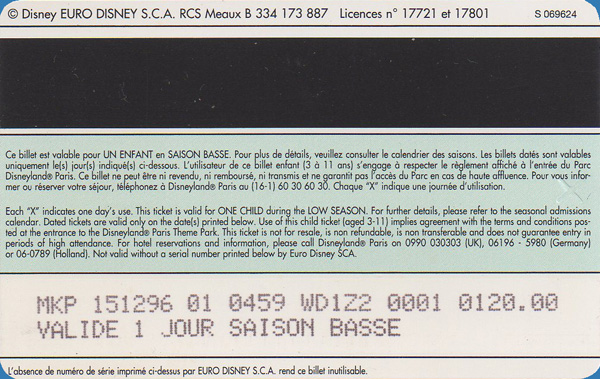 © Disney EURO DISNEY S.C.A. RCS Meaux B 334 173 887 Licences n° 17721 et 17801 S 069624
Ce billet est valable pour UN ENFANT en SAISON BASSE. Pour plus de détails, veuillez consulter le calendrier des saisons. Les billets datés sont valables
uniquement le(s) jour(s) indiqué(s) ci-dessous. L'utilisateur de ce billet enfant (3 à 11 ans) s'engage à respecter le règlement affiché à l'entrée du Parc
Disneyland® Paris. Ce billet ne peut être ni revendu, ni remboursé, ni transmis et ne garantit pas l'accès du Parc en cas de haute affluence. Pour vous infor-
mer ou réserver votre séjour, téléphonez à Disneyland® Paris au (16-1) 60 30 60 30. Chaque "X" indique une journée d'utilisation.
Each "X" indicates one day's use. This ticket is valid for ONE CHILD during the LOW SEASON. For further details, please refer to the seasonal admissions
calendar. Dated tickets are only valid on the date(s) printed below. Use of this child ticket (aged 3-11) implies agreement with the terms and conditions pos-
ted at the entrance to the Disneyland® Paris Theme Park. This ticket is not for resale, is non refundable, is non transferable and does not guarantee entry in
periods of high attendance. For hotel reservations and information, please call Disneyland® Paris on 0990 030303 (UK), 06196 - 5980 (Germany)
or 06-0789 (Holland). Not valid without a serial number printed below by Euro Disney SCA.
MKP 151296 01 0459 WD1Z2 0001 0120.00
VALIDE 1 JOUR SAISON BASSE
L'absence de numéro de série imprimé ci-dessus par EURO DISNEY S.C.A. rend ce billet inutilisable.